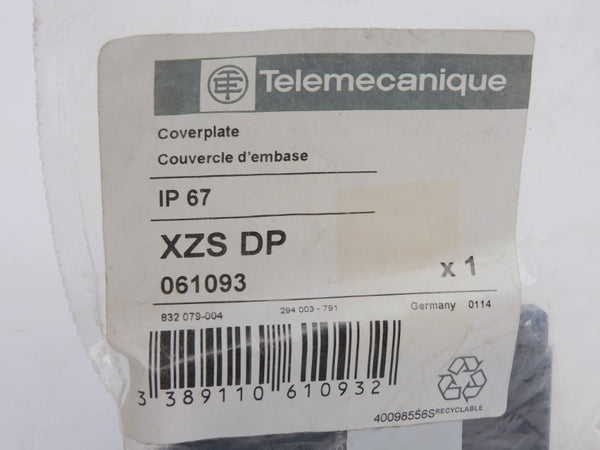 TE Telemecanique
Coverplate
Couvercle d'embase
IP 67
XZS DP
061093 x 1
832 079-004 294 003 - 791 Germany 0114
3 389110 610932
40098556S RECYCLABLE